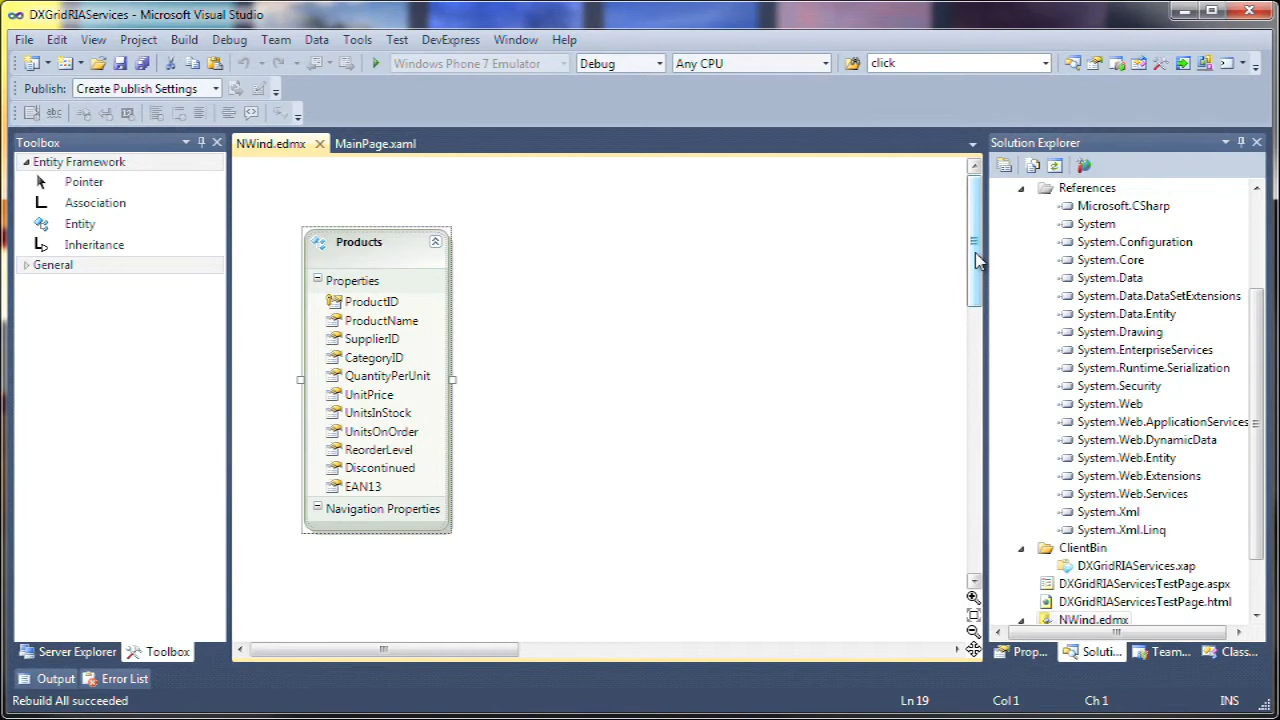 DXGridRIAServices - Microsoft Visual Studio
File Edit View Project Build Debug Team Data Tools Test DevExpress Window Help
Windows Phone 7 Emulator Debug Any CPU click
Publish: Create Publish Settings
Toolbox
Entity Framework
Pointer
Association
Entity
Inheritance
General
Server Explorer Toolbox
NWind.edmx MainPage.xaml
Products
Properties
ProductID
ProductName
SupplierID
CategoryID
QuantityPerUnit
UnitPrice
UnitsInStock
UnitsOnOrder
ReorderLevel
Discontinued
EAN13
Navigation Properties
Solution Explorer
References
Microsoft.CSharp
System
System.Configuration
System.Core
System.Data
System.Data.DataSetExtensions
System.Data.Entity
System.Drawing
System.EnterpriseServices
System.Runtime.Serialization
System.Security
System.Web
System.Web.ApplicationServices
System.Web.DynamicData
System.Web.Entity
System.Web.Extensions
System.Web.Services
System.Xml
System.Xml.Linq
ClientBin
DXGridRIAServices.xap
DXGridRIAServicesTestPage.aspx
DXGridRIAServicesTestPage.html
NWind.edmx
Prop... Soluti... Team... Class...
Output Error List
Rebuild All succeeded Ln 19 Col 1 Ch 1 INS